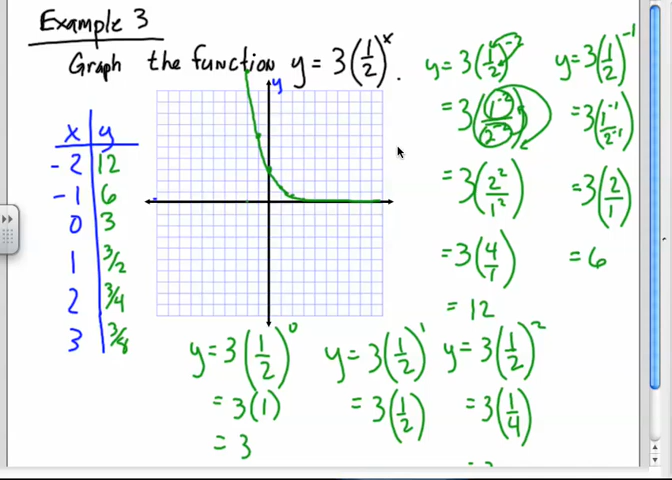 Example 3
Graph the function y = 3(1/2)^x.
y
x | y
-2 | 12
-1 | 6
0 | 3
1 | 3/2
2 | 3/4
3 | 3/8
y = 3(1/2)^-2
= 3(1^-2/2^-2)
= 3(2^2/1^2)
= 3(4/1)
= 12
y = 3(1/2)^-1
= 3(1^-1/2^-1)
= 3(2/1)
= 6
y = 3(1/2)^0
= 3(1)
= 3
y = 3(1/2)^1
= 3(1/2)
y = 3(1/2)^2
= 3(1/4)